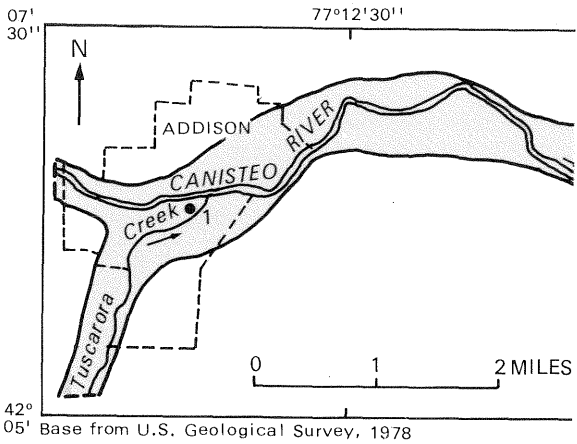 07'
30"
77°12'30"
N
ADDISON
CANISTEO RIVER
Creek
1
Tuscarora
0 1 2 MILES
42°
05' Base from U.S. Geological Survey, 1978